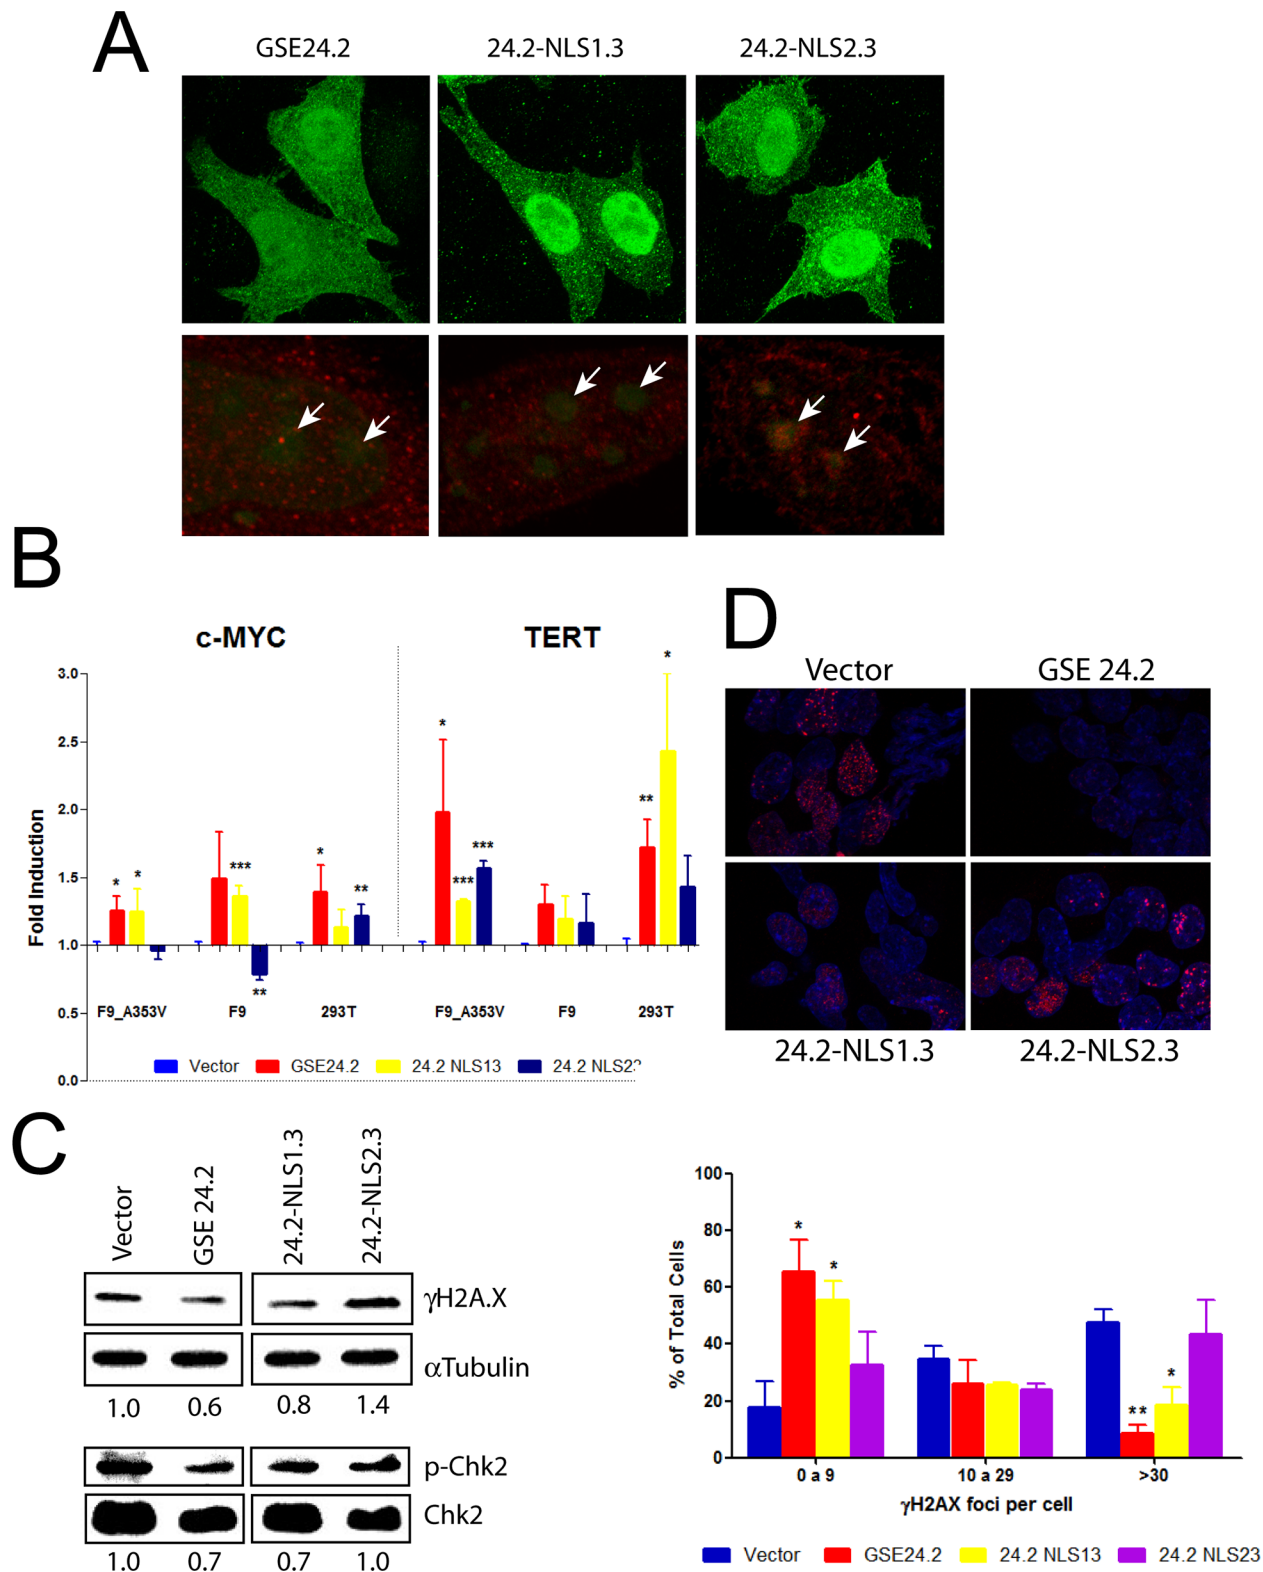 A
GSE24.2 24.2-NLS1.3 24.2-NLS2.3
B
c-MYC TERT
Fold Induction
3.0
2.5
2.0
1.5
1.0
0.5
0.0
* * *** ** * ** * *** *** ** *
F9_A353V F9 293T F9_A353V F9 293T
Vector GSE24.2 24.2 NLS13 24.2 NLS23
C
Vector GSE 24.2 24.2-NLS1.3 24.2-NLS2.3
γH2A.X
αTubulin
1.0 0.6 0.8 1.4
p-Chk2
Chk2
1.0 0.7 0.7 1.0
D
Vector GSE 24.2
24.2-NLS1.3 24.2-NLS2.3
% of Total Cells
100
80
60
40
20
0
* * ** *
0 a 9 10 a 29 >30
γH2AX foci per cell
Vector GSE24.2 24.2 NLS13 24.2 NLS23